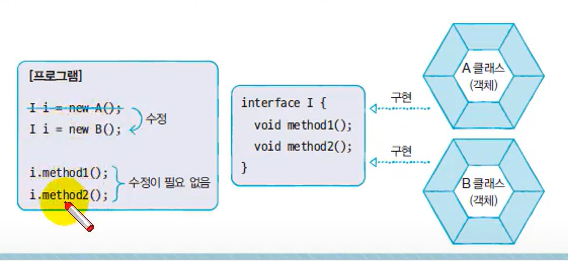 [프로그램]
I i = new A();
I i = new B();
수정
i.method1();
i.method2();
수정이 필요 없음
interface I {
void method1();
void method2();
}
구현
구현
A 클래스
(객체)
B 클래스
(객체)